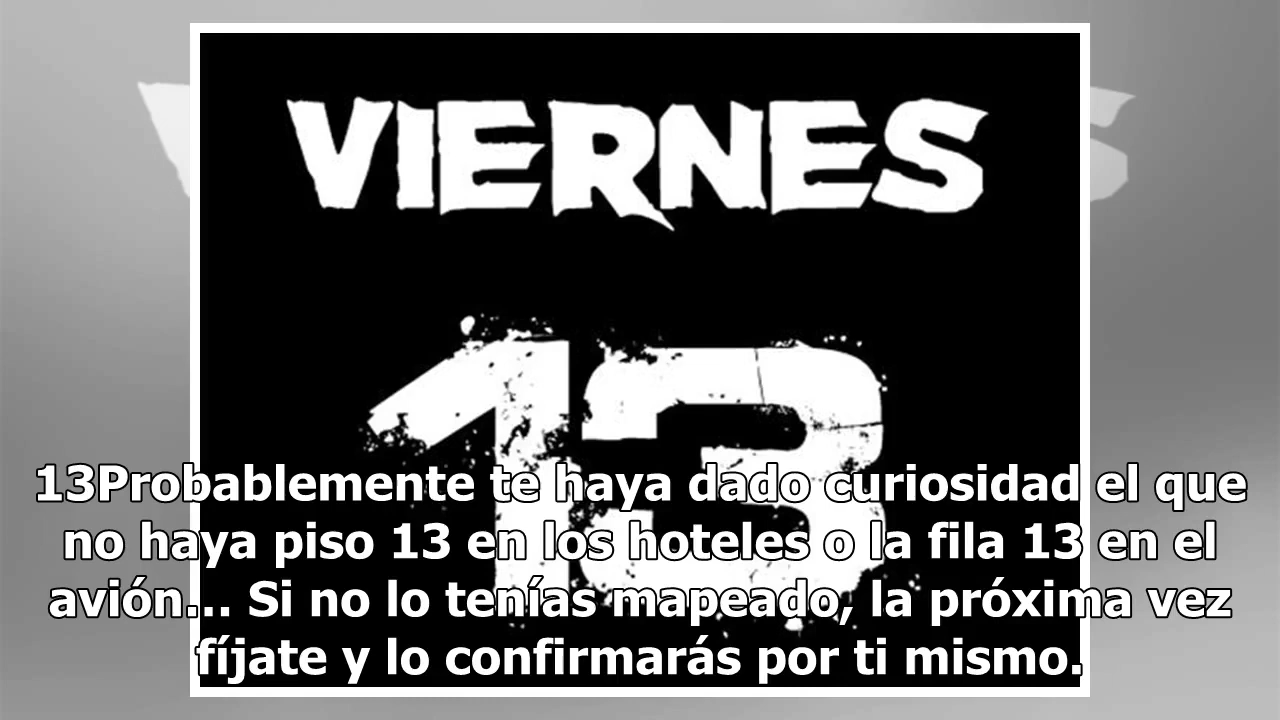 VIERNES
13
13Probablemente te haya dado curiosidad el que
no haya piso 13 en los hoteles o la fila 13 en el
avión... Si no lo tenías mapeado, la próxima vez
fíjate y lo confirmarás por ti mismo.